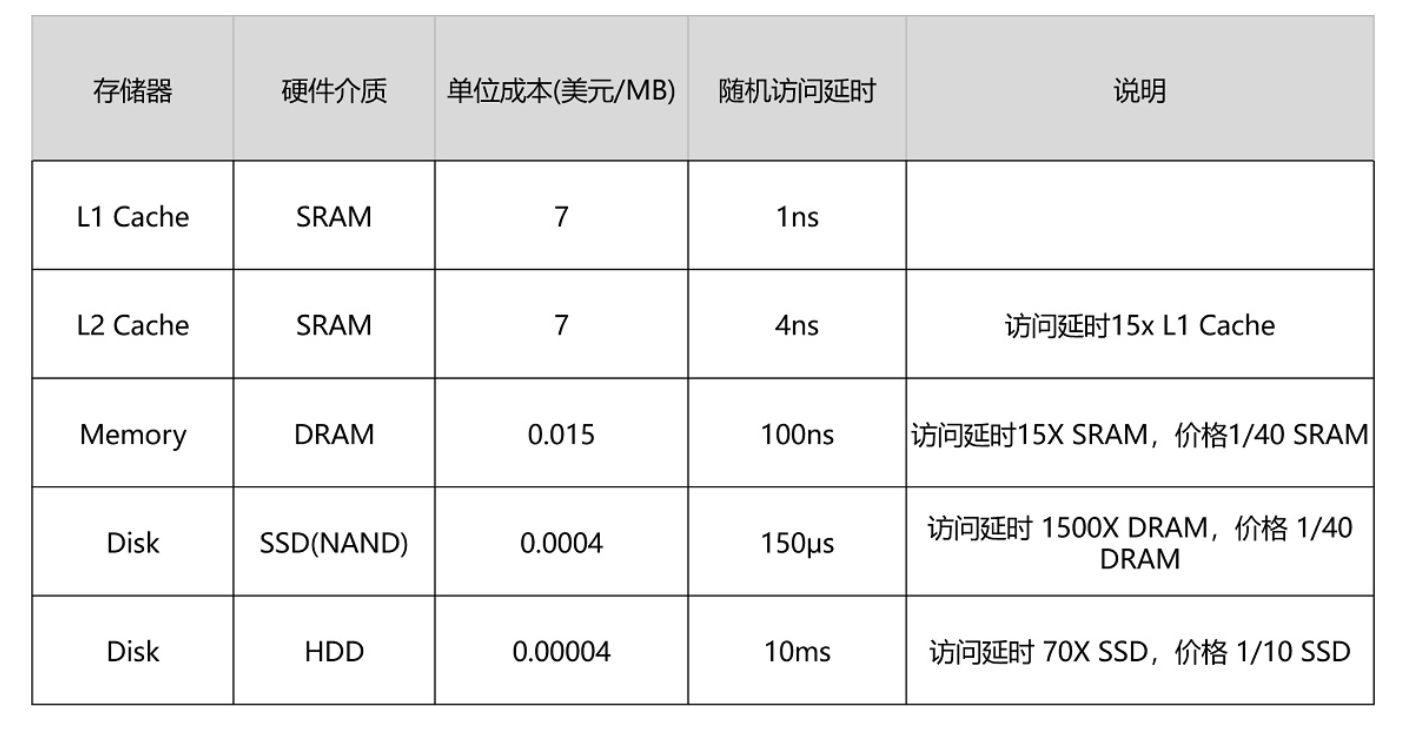 存储器 硬件介质 单位成本(美元/MB) 随机访问延时 说明
L1 Cache SRAM 7 1ns
L2 Cache SRAM 7 4ns 访问延时15x L1 Cache
Memory DRAM 0.015 100ns 访问延时15X SRAM，价格1/40 SRAM
Disk SSD(NAND) 0.0004 150μs 访问延时 1500X DRAM，价格 1/40
DRAM
Disk HDD 0.00004 10ms 访问延时 70X SSD，价格 1/10 SSD